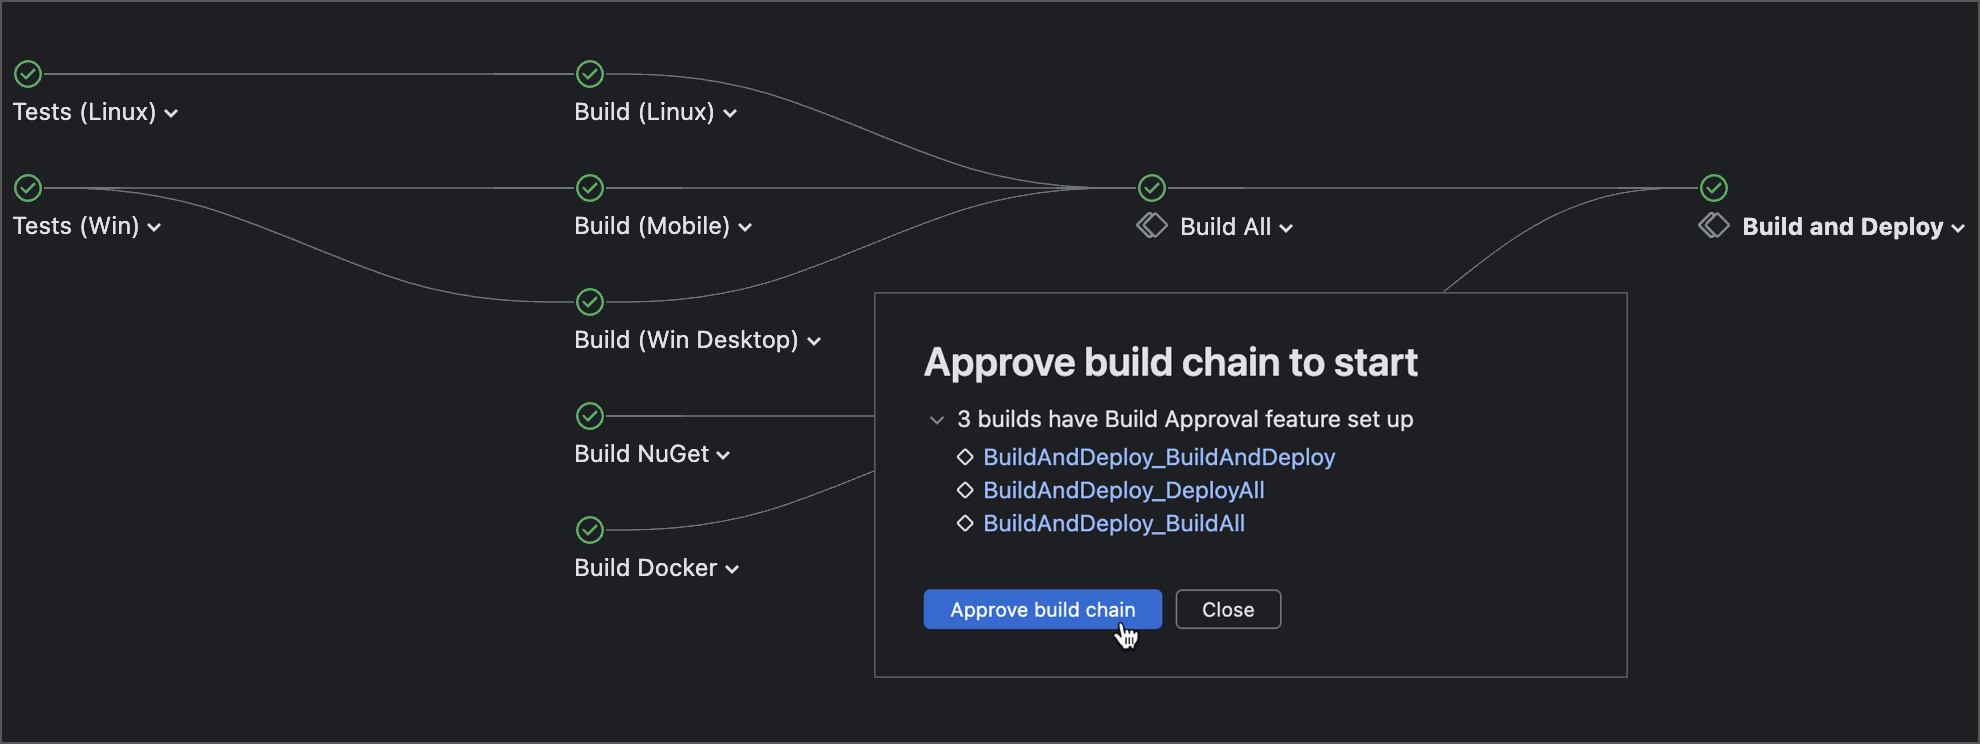 Tests (Linux)
Build (Linux)
Tests (Win)
Build (Mobile)
Build All
Build and Deploy
Build (Win Desktop)
Build NuGet
Build Docker
Approve build chain to start
3 builds have Build Approval feature set up
BuildAndDeploy_BuildAndDeploy
BuildAndDeploy_DeployAll
BuildAndDeploy_BuildAll
Approve build chain
Close